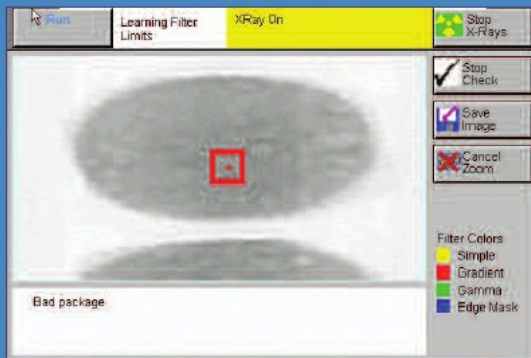 Run
Learning Filter
Limits
XRay On
Stop
X-Rays
Stop
Check
Save
Image
Cancel
Zoom
Filter Colors
Simple
Gradient
Gamma
Edge Mask
Bad package